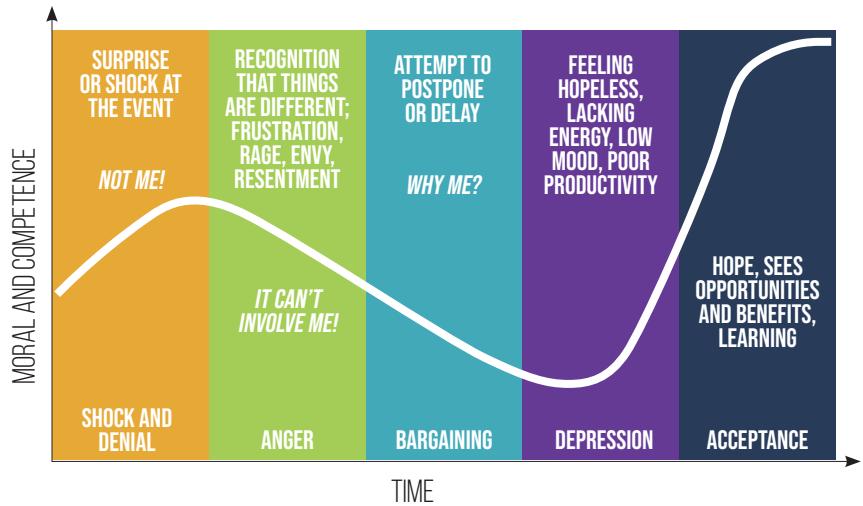 MORAL AND COMPETENCE
SURPRISE
OR SHOCK AT
THE EVENT
NOT ME!
SHOCK AND
DENIAL
RECOGNITION
THAT THINGS
ARE DIFFERENT;
FRUSTRATION,
RAGE, ENVY,
RESENTMENT
IT CAN'T
INVOLVE ME!
ANGER
ATTEMPT TO
POSTPONE
OR DELAY
WHY ME?
BARGAINING
FEELING
HOPELESS,
LACKING
ENERGY, LOW
MOOD, POOR
PRODUCTIVITY
DEPRESSION
HOPE, SEES
OPPORTUNITIES
AND BENEFITS,
LEARNING
ACCEPTANCE
TIME